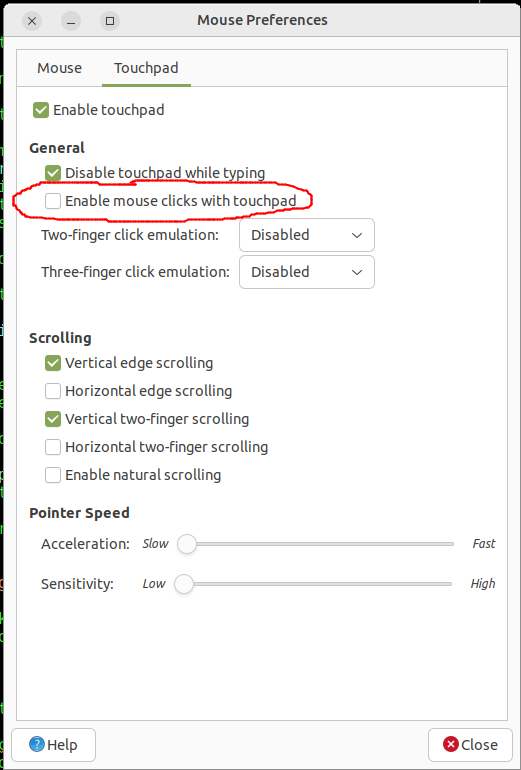 Mouse Preferences
Mouse Touchpad
Enable touchpad
General
Disable touchpad while typing
Enable mouse clicks with touchpad
Two-finger click emulation: Disabled
Three-finger click emulation: Disabled
Scrolling
Vertical edge scrolling
Horizontal edge scrolling
Vertical two-finger scrolling
Horizontal two-finger scrolling
Enable natural scrolling
Pointer Speed
Acceleration: Slow Fast
Sensitivity: Low High
Help Close